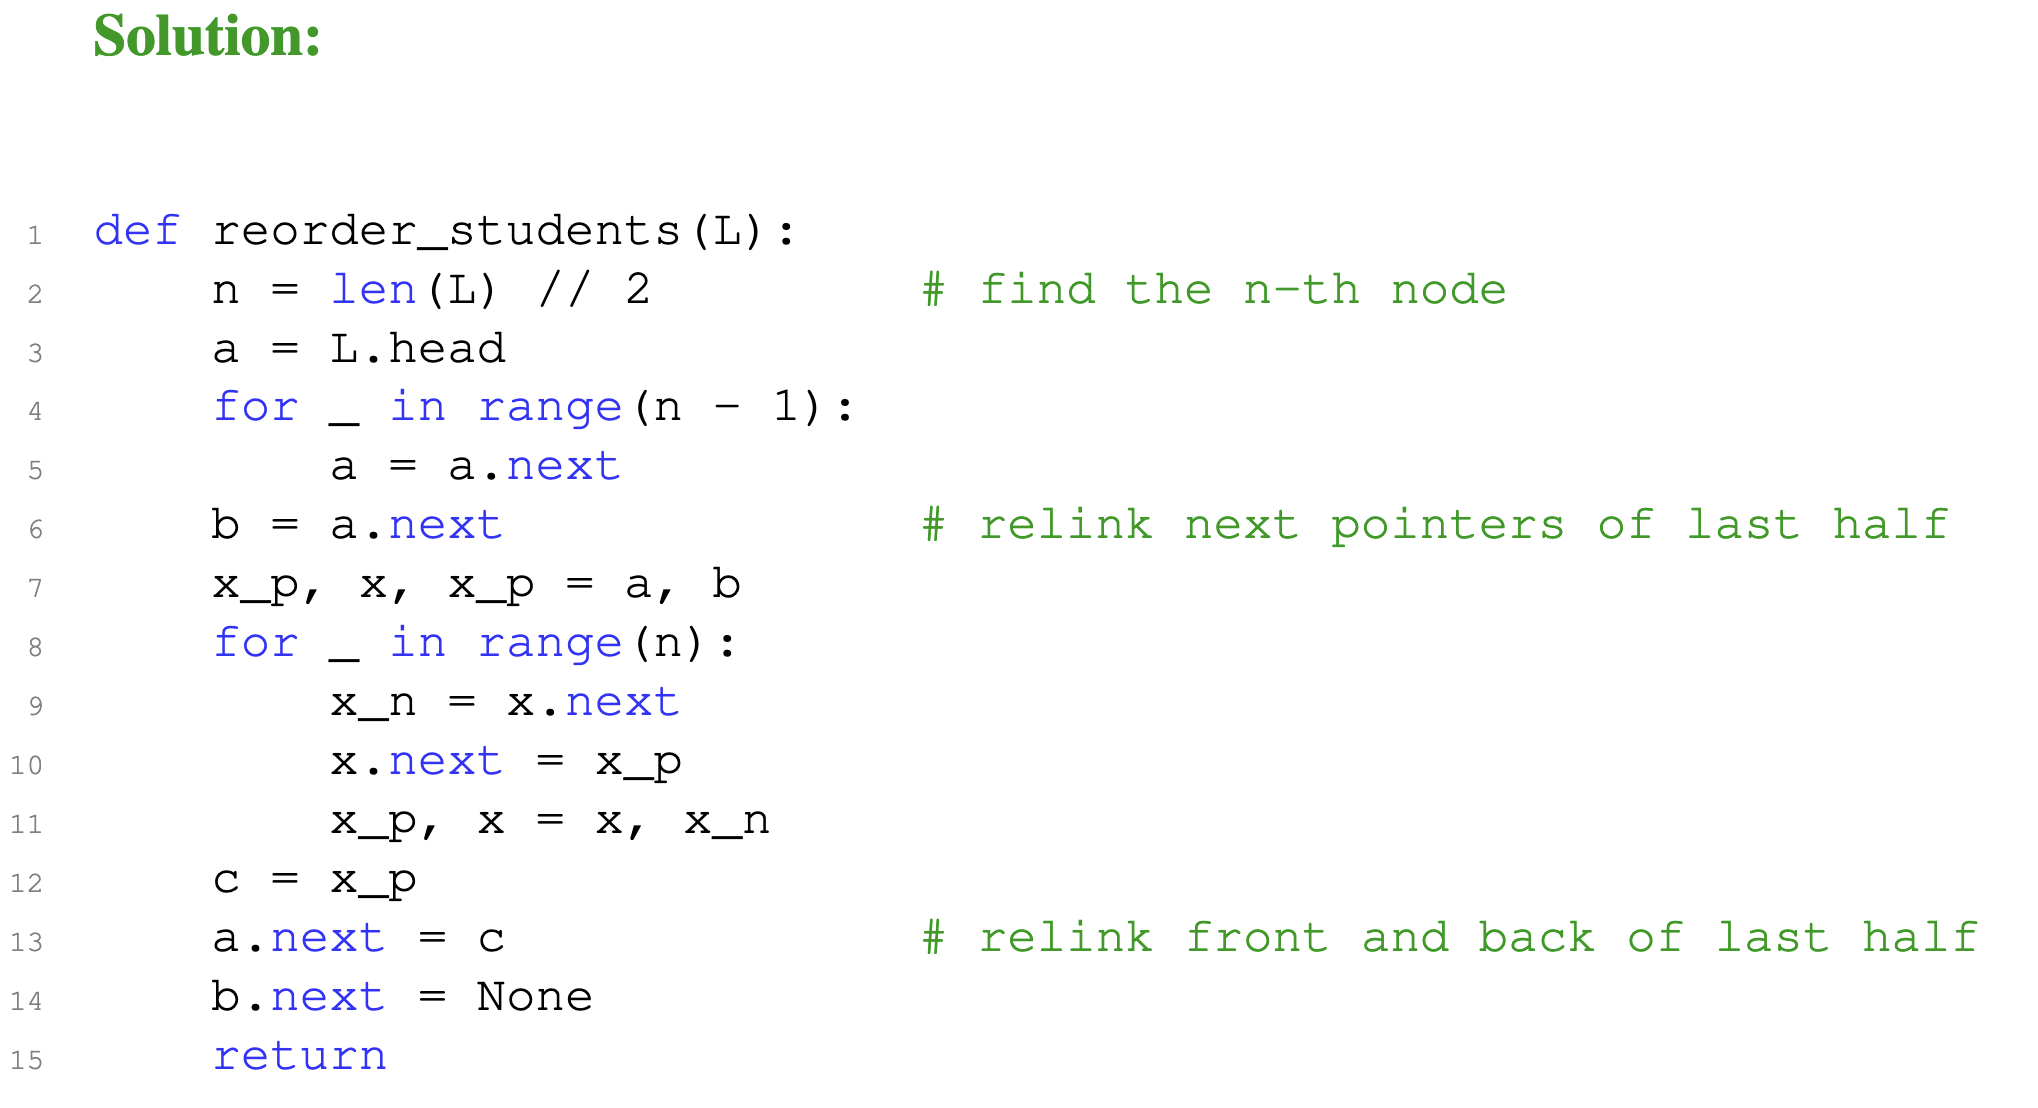 Solution:
1 def reorder_students(L):
2     n = len(L) // 2         # find the n-th node
3     a = L.head
4     for _ in range(n - 1):
5         a = a.next
6     b = a.next              # relink next pointers of last half
7     x_p, x, x_p = a, b
8     for _ in range(n):
9         x_n = x.next
10         x.next = x_p
11         x_p, x = x, x_n
12     c = x_p
13     a.next = c              # relink front and back of last half
14     b.next = None
15     return